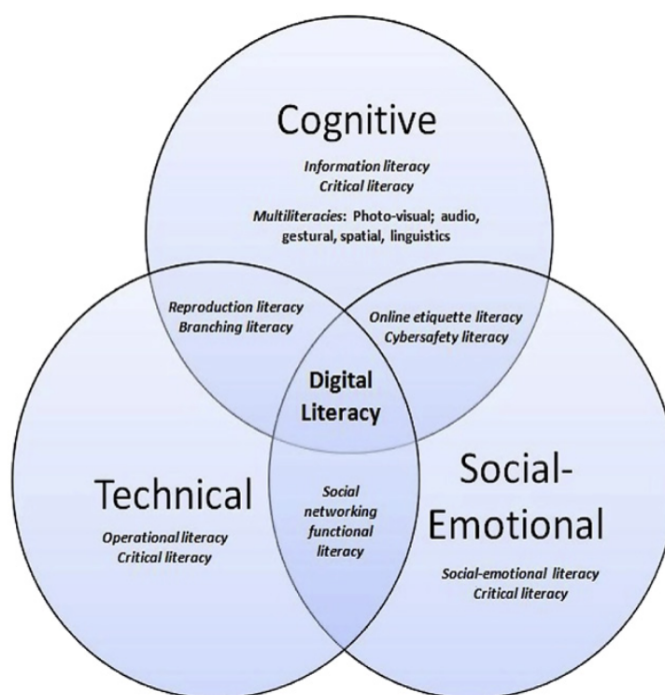 Cognitive
Information literacy
Critical literacy
Multiliteracies: Photo-visual; audio,
gestural, spatial, linguistics
Reproduction literacy
Branching literacy
Online etiquette literacy
Cybersafety literacy
Digital
Literacy
Technical
Operational literacy
Critical literacy
Social
networking
functional
literacy
Social-
Emotional
Social-emotional literacy
Critical literacy